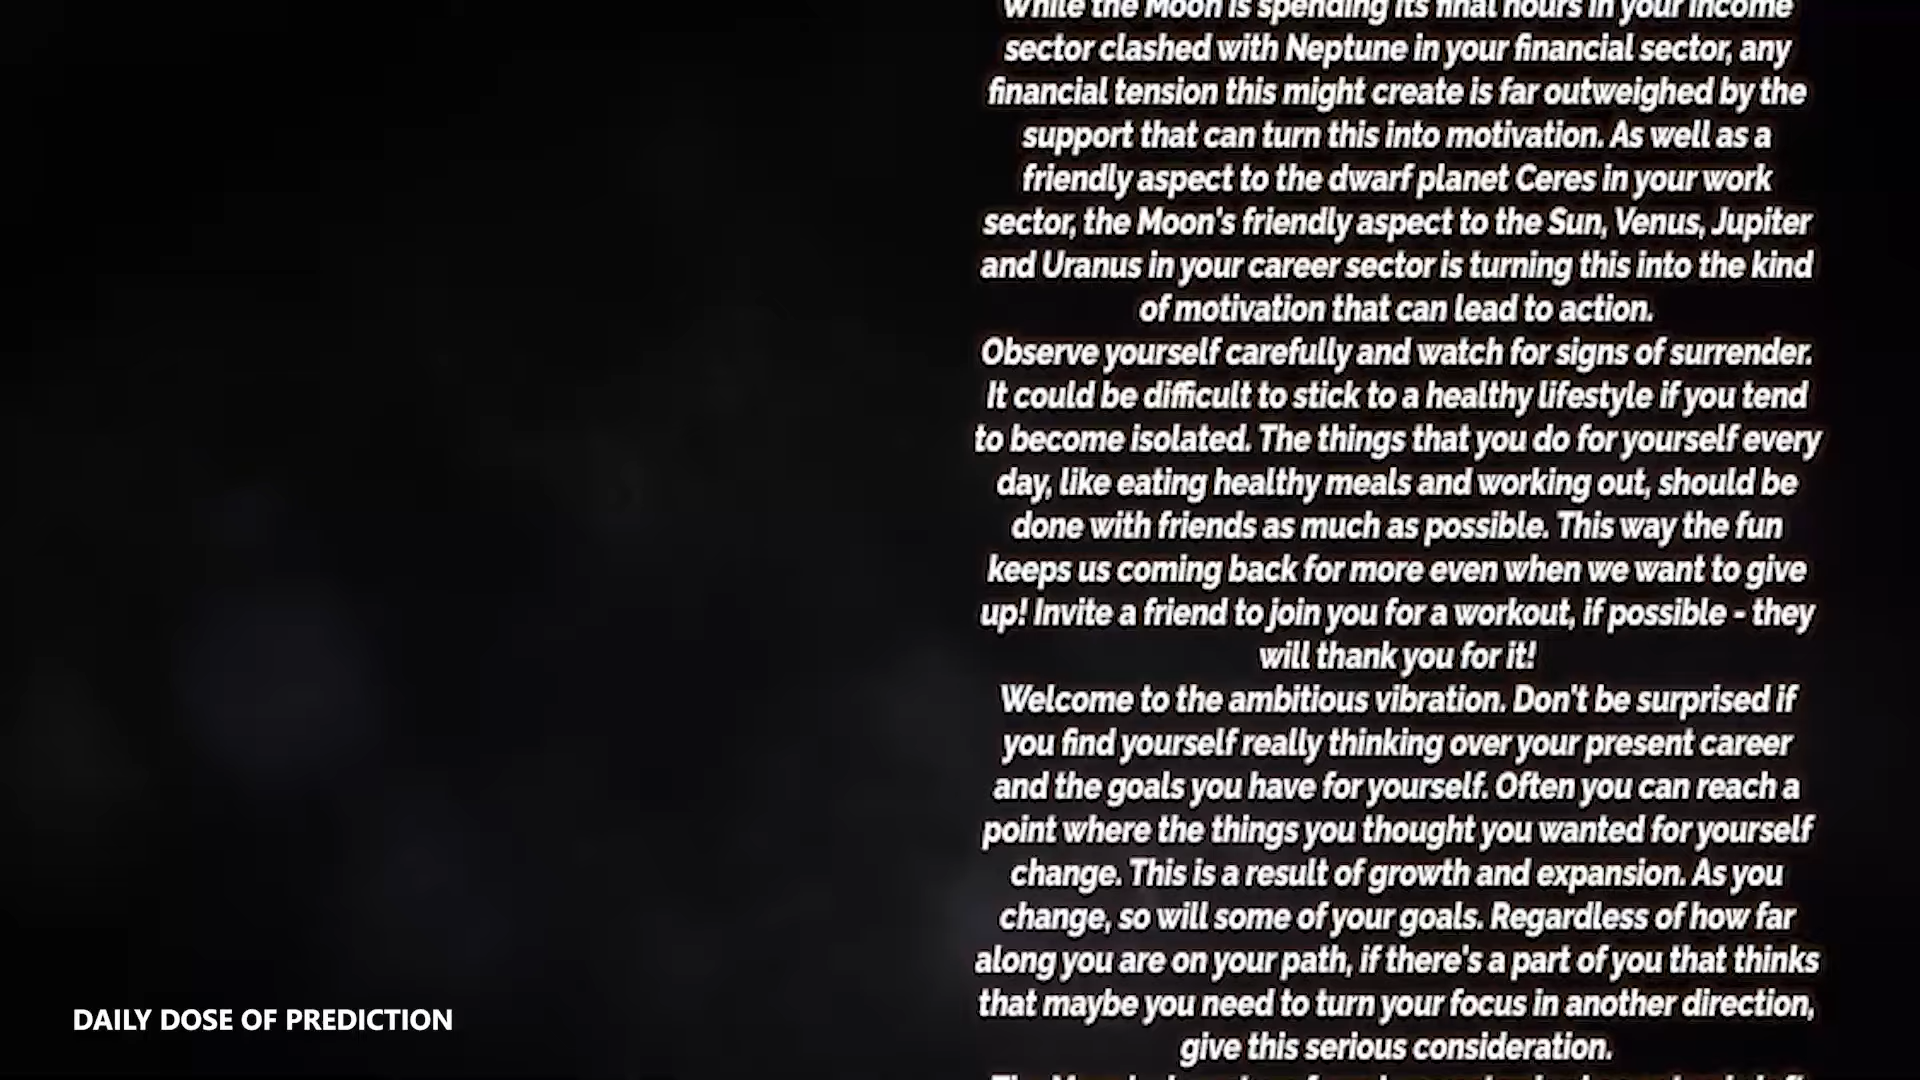 While the Moon is spending its final hours in your income
sector clashed with Neptune in your financial sector, any
financial tension this might create is far outweighed by the
support that can turn this into motivation. As well as a
friendly aspect to the dwarf planet Ceres in your work
sector, the Moon's friendly aspect to the Sun, Venus, Jupiter
and Uranus in your career sector is turning this into the kind
of motivation that can lead to action.
Observe yourself carefully and watch for signs of surrender.
It could be difficult to stick to a healthy lifestyle if you tend
to become isolated. The things that you do for yourself every
day, like eating healthy meals and working out, should be
done with friends as much as possible. This way the fun
keeps us coming back for more even when we want to give
up! Invite a friend to join you for a workout, if possible - they
will thank you for it!
Welcome to the ambitious vibration. Don't be surprised if
you find yourself really thinking over your present career
and the goals you have for yourself. Often you can reach a
point where the things you thought you wanted for yourself
change. This is a result of growth and expansion. As you
change, so will some of your goals. Regardless of how far
along you are on your path, if there's a part of you that thinks
that maybe you need to turn your focus in another direction,
give this serious consideration.
DAILY DOSE OF PREDICTION